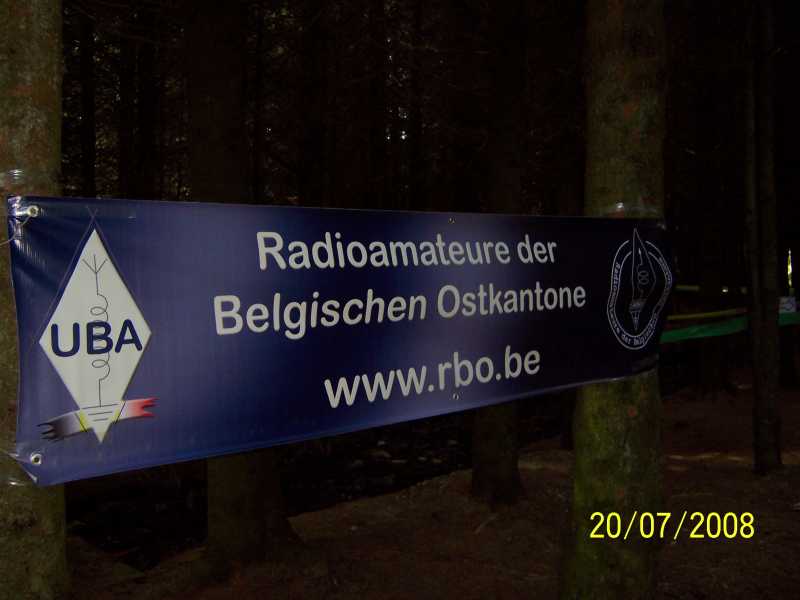 UBA
Radioamateure der
Belgischen Ostkantone
www.rbo.be
20/07/2008